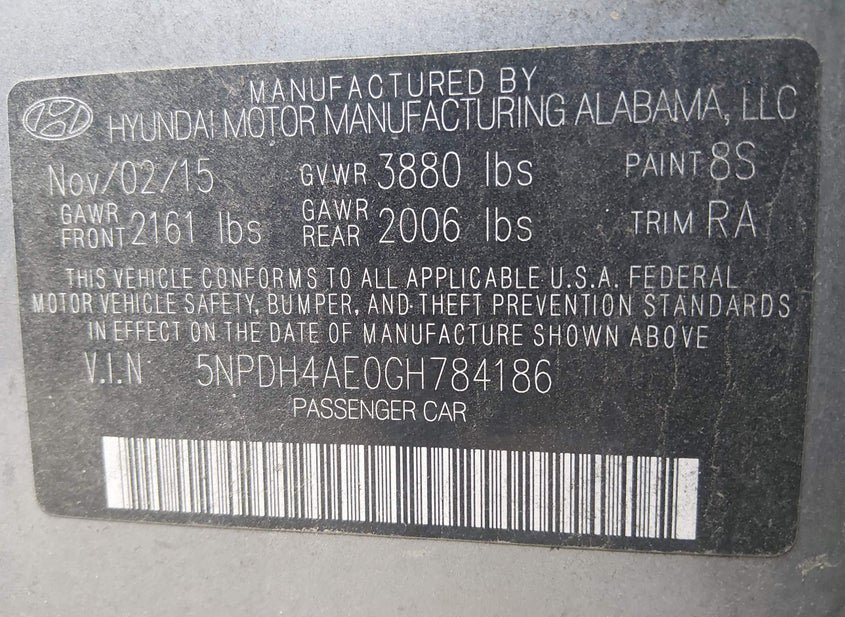 MANUFACTURED BY
HYUNDAI MOTOR MANUFACTURING ALABAMA, LLC
Nov/02/15 GVWR 3880 lbs PAINT 8S
GAWR FRONT 2161 lbs GAWR REAR 2006 lbs TRIM RA
THIS VEHICLE CONFORMS TO ALL APPLICABLE U.S.A. FEDERAL
MOTOR VEHICLE SAFETY, BUMPER, AND THEFT PREVENTION STANDARDS
IN EFFECT ON THE DATE OF MANUFACTURE SHOWN ABOVE
V.I.N 5NPDH4AE0GH784186
PASSENGER CAR